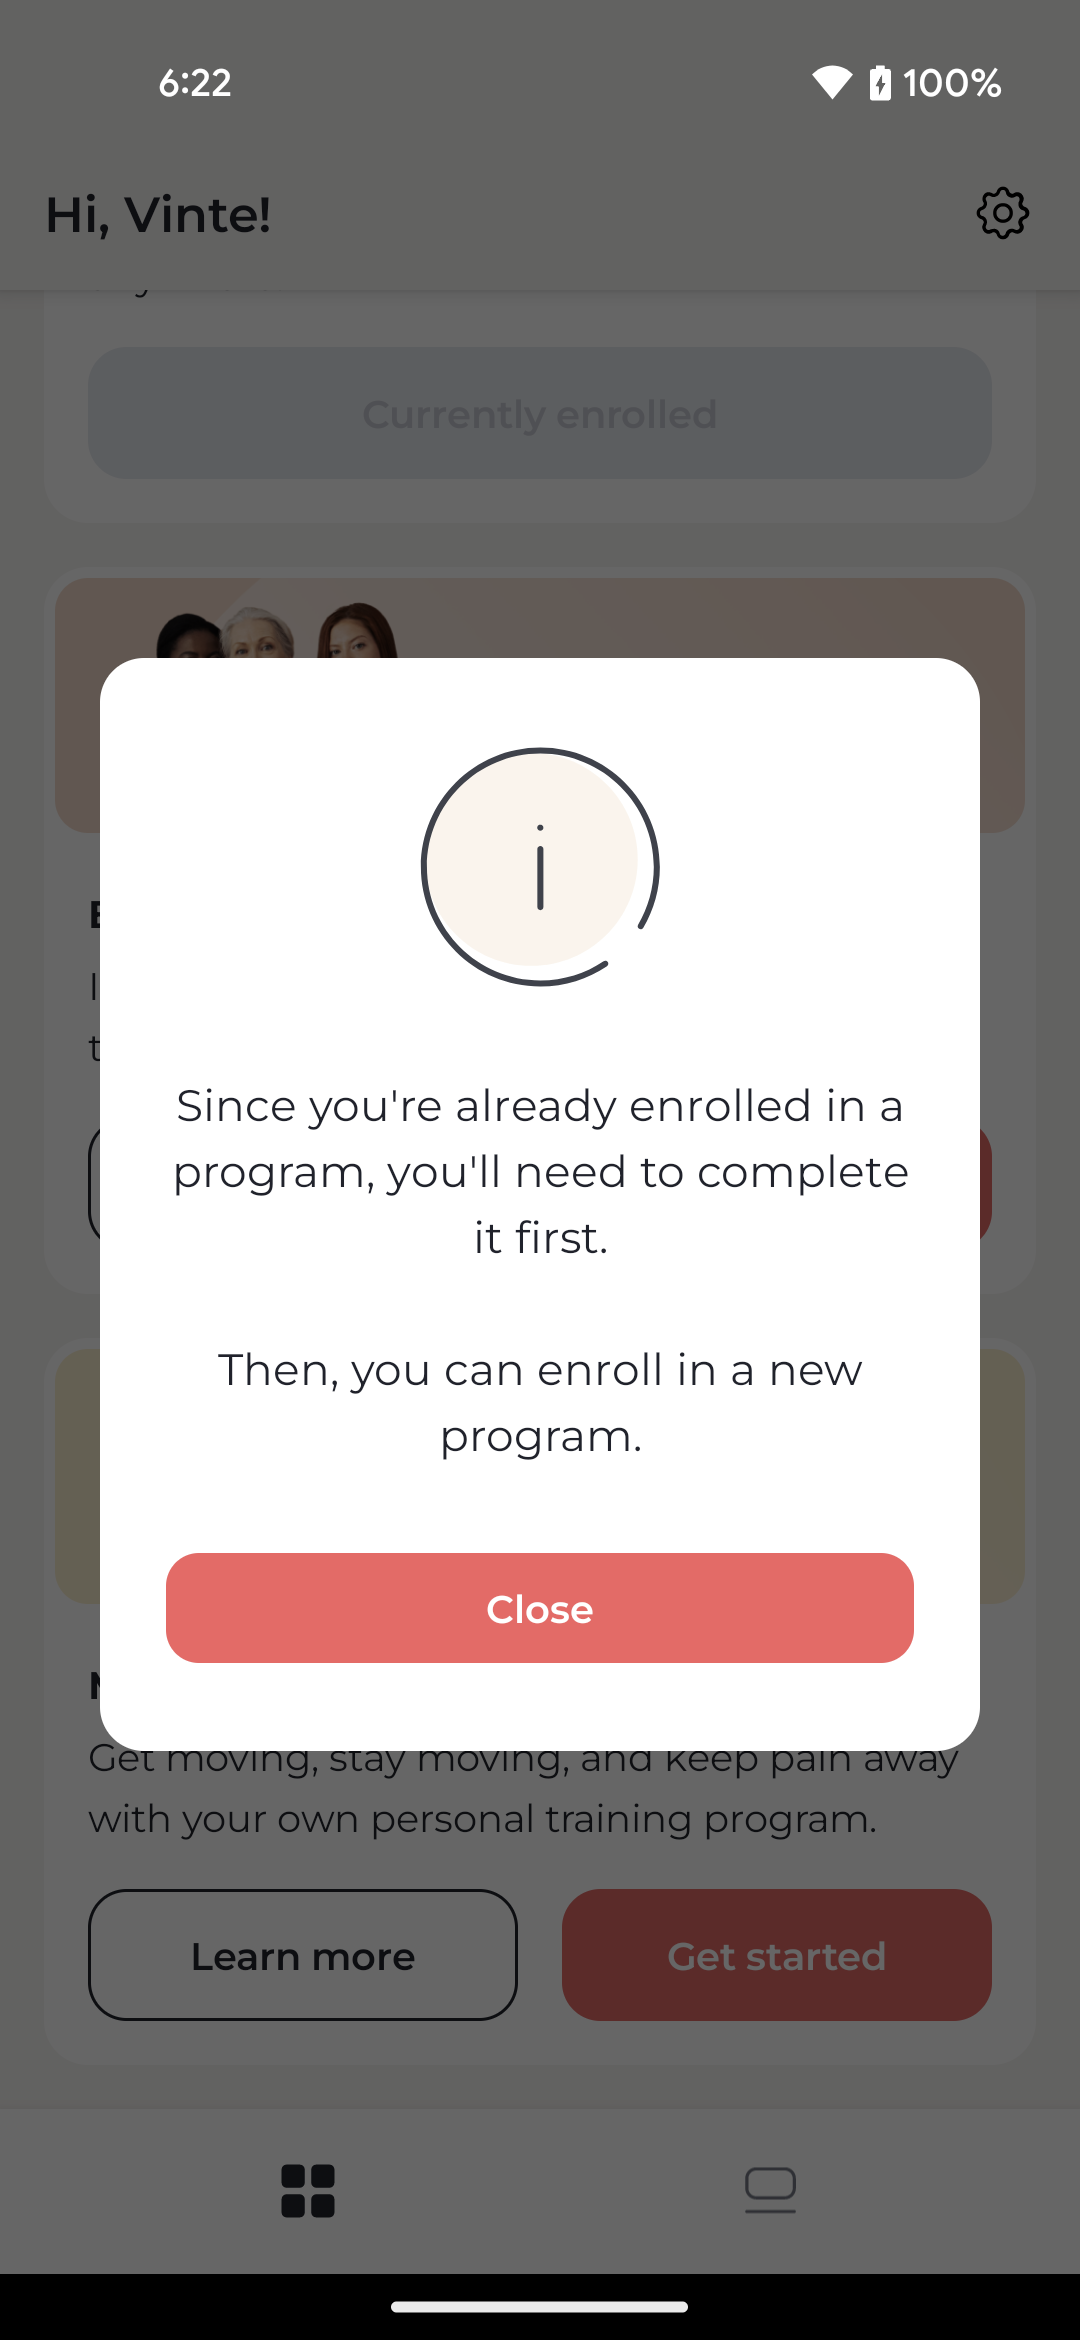 6:22
100%
Hi, Vinte!
Currently enrolled
Since you're already enrolled in a
program, you'll need to complete
it first.
Then, you can enroll in a new
program.
Close
Get moving, stay moving, and keep pain away
with your own personal training program.
Learn more
Get started